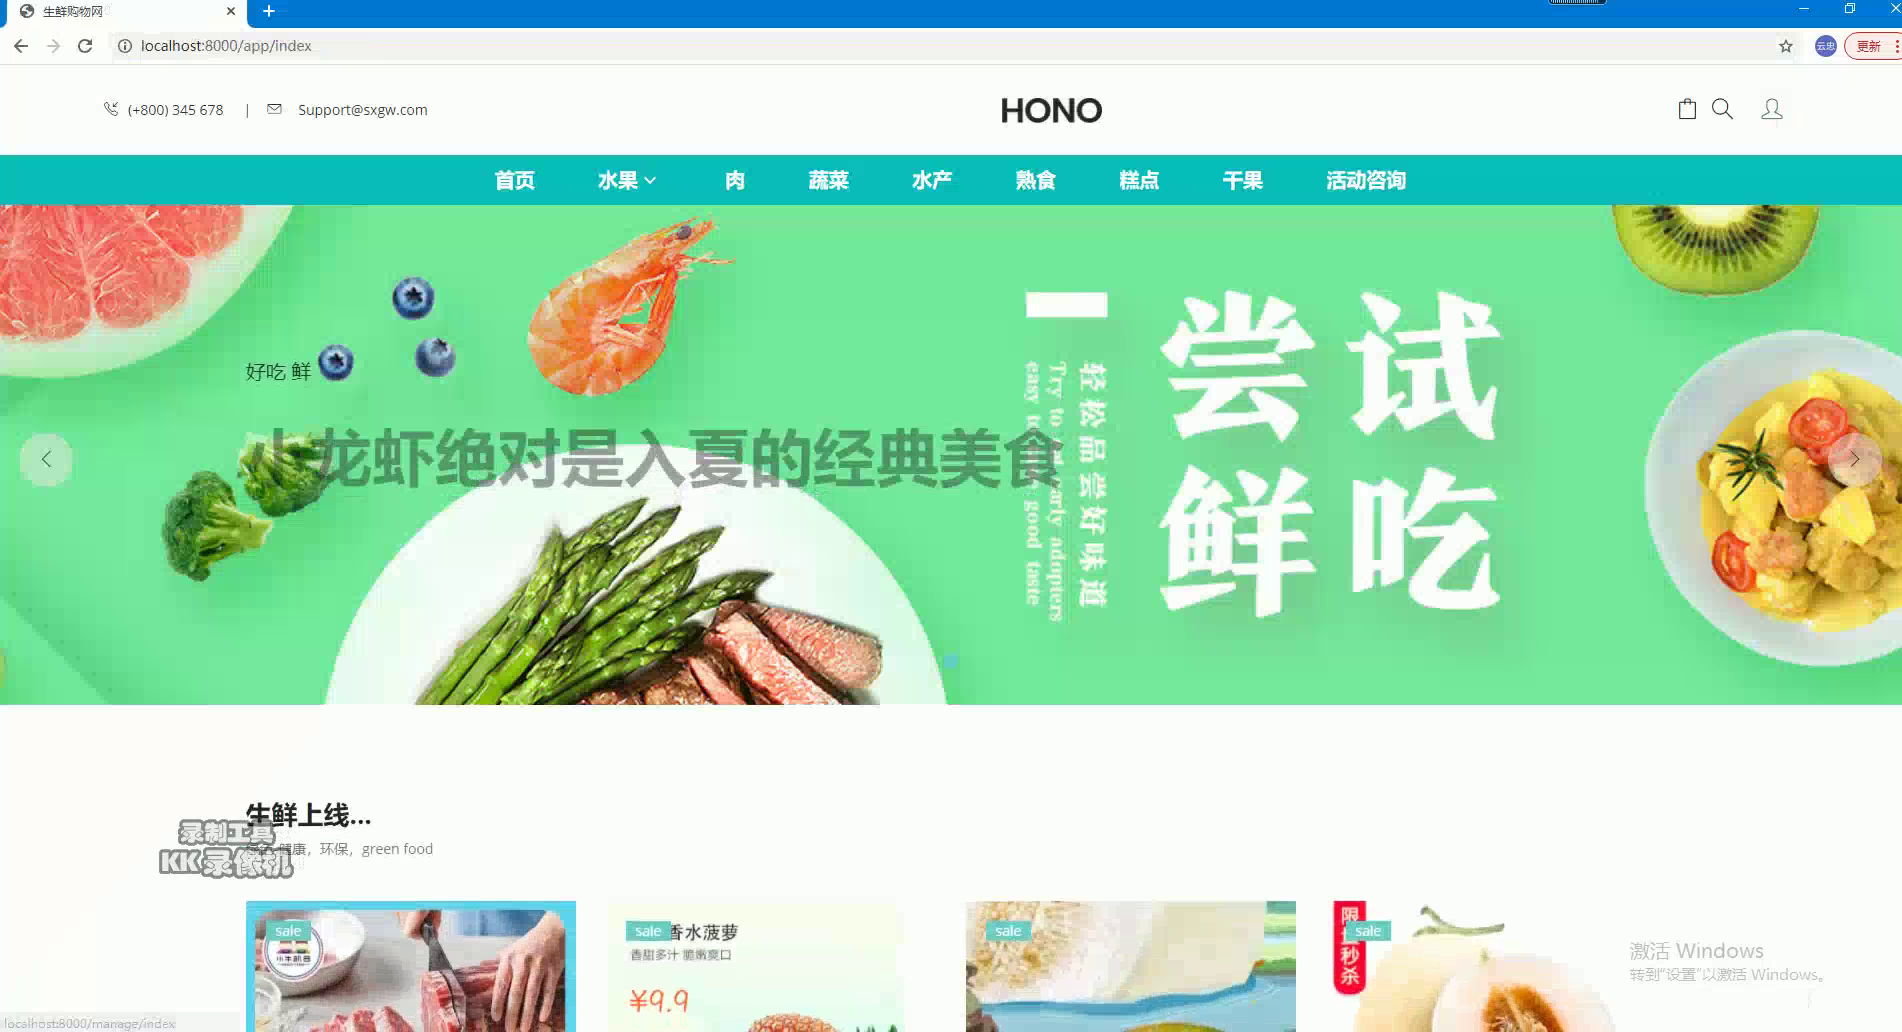 生鲜购物网
localhost:8000/app/index
更新
(+800) 345 678 | Support@sxgw.com
HONO
首页 水果 肉 蔬菜 水产 熟食 糕点 干果 活动咨询
好吃 鲜
小龙虾绝对是入夏的经典美食
尝试
鲜吃
轻松品尝好味道
Try to early adopters
easy to good taste
生鲜上线...
健康，环保，green food
录制工具
KK录像机
sale
sale
香水菠萝
香甜多汁 脆嫩爽口
¥9.9
sale
sale
限
秒杀
激活 Windows
转到"设置"以激活 Windows。
localhost:8000/manage/index